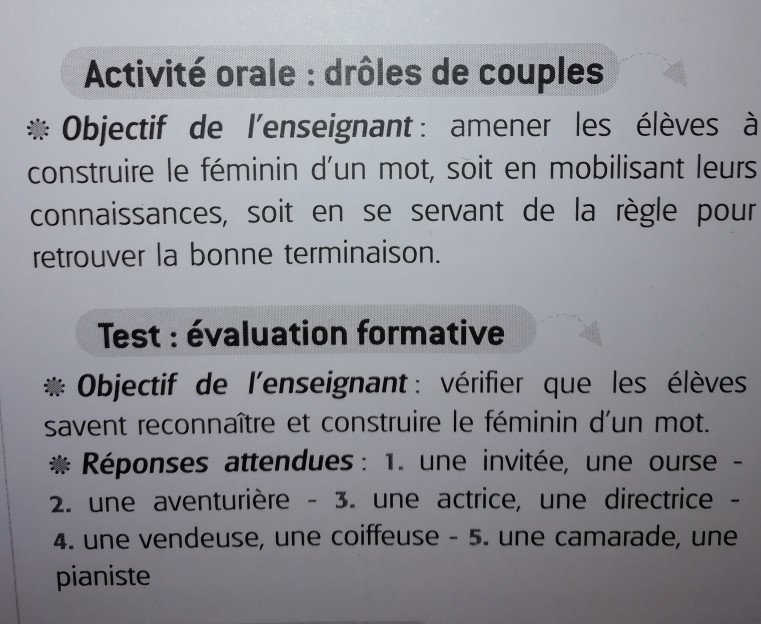 Activité orale : drôles de couples
Objectif de l'enseignant : amener les élèves à
construire le féminin d'un mot, soit en mobilisant leurs
connaissances, soit en se servant de la règle pour
retrouver la bonne terminaison.
Test : évaluation formative
Objectif de l'enseignant : vérifier que les élèves
savent reconnaître et construire le féminin d'un mot.
Réponses attendues : 1. une invitée, une ourse -
2. une aventurière - 3. une actrice, une directrice -
4. une vendeuse, une coiffeuse - 5. une camarade, une
pianiste